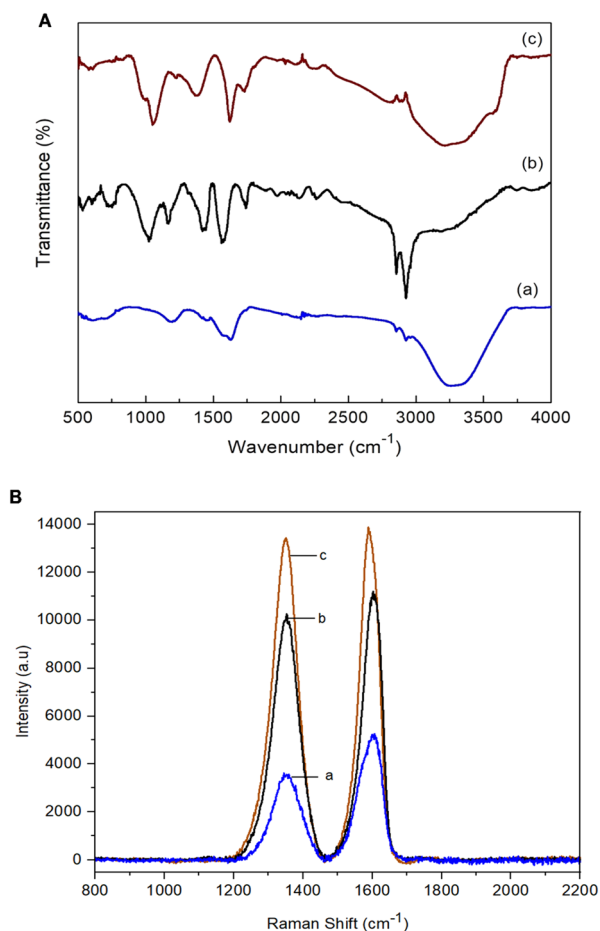 A
(c)
(b)
(a)
Transmittance (%)
500 1000 1500 2000 2500 3000 3500 4000
Wavenumber (cm⁻¹)
B
14000
12000
10000
8000
6000
4000
2000
0
c
b
a
Intensity (a.u)
800 1000 1200 1400 1600 1800 2000 2200
Raman Shift (cm⁻¹)